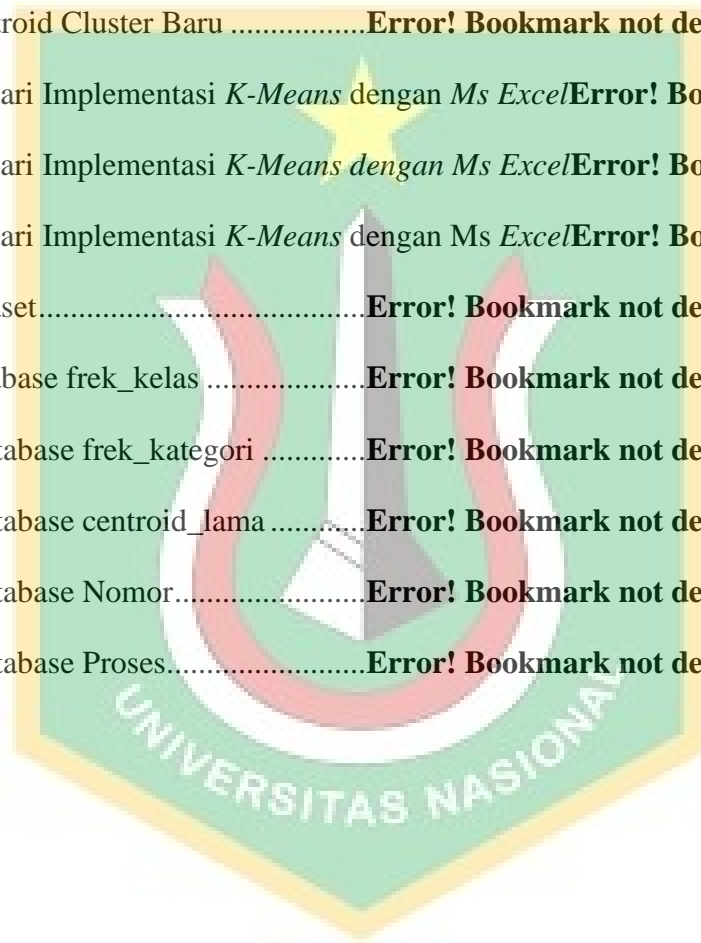 roid Cluster Baru ................Error! Bookmark not de
ari Implementasi K-Means dengan Ms ExcelError! Bo
ari Implementasi K-Means dengan Ms ExcelError! Bo
ari Implementasi K-Means dengan Ms ExcelError! Bo
set.......................................Error! Bookmark not de
base frek_kelas ...................Error! Bookmark not de
tabase frek_kategori ............Error! Bookmark not de
tabase centroid_lama ...........Error! Bookmark not de
tabase Nomor.......................Error! Bookmark not de
tabase Proses........................Error! Bookmark not de
UNIVERSITAS NASIONAL